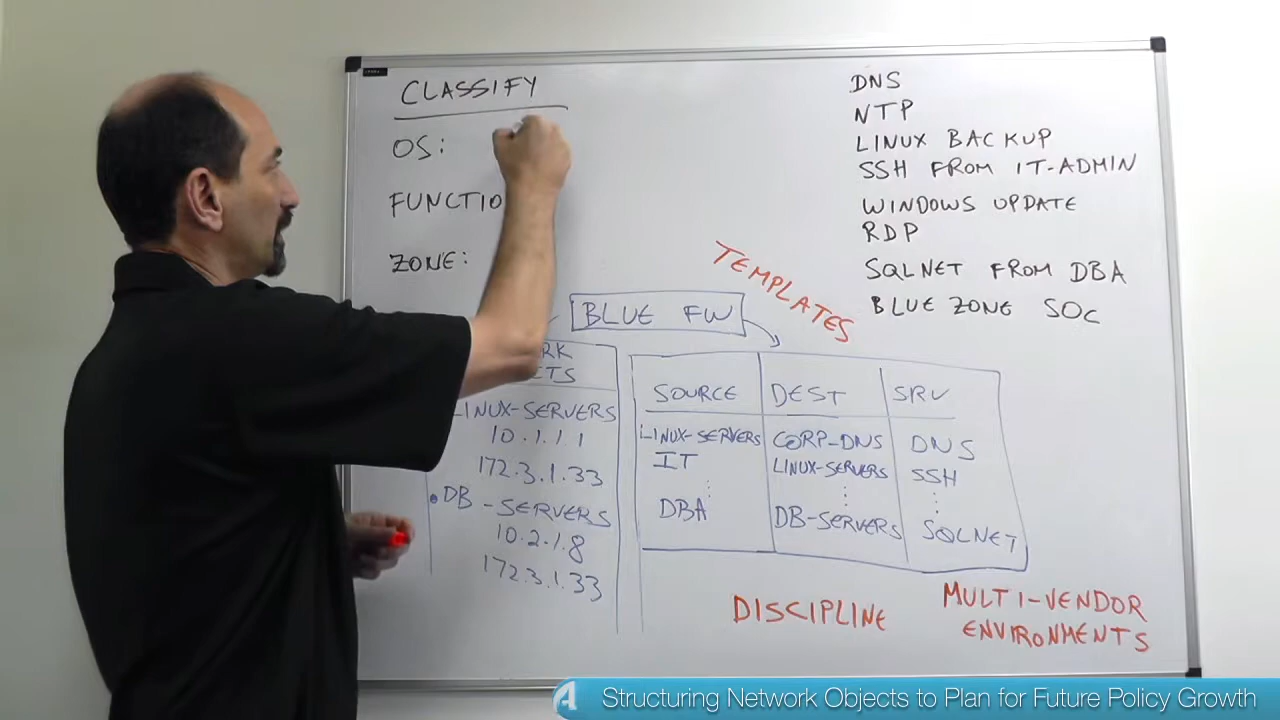 CLASSIFY
OS:
FUNCTIO
ZONE:
DNS
NTP
LINUX BACKUP
SSH FROM IT-ADMIN
WINDOWS UPDATE
RDP
SQLNET FROM DBA
BLUE ZONE SOC
TEMPLATES
BLUE FW
LINUX-SERVERS
10.1.1.1
172.3.1.33
DB-SERVERS
10.2.1.8
172.3.1.33
SOURCE DEST SRV
LINUX-SERVERS CORP-DNS DNS
IT LINUX-SERVERS SSH
DBA DB-SERVERS SQLNET
DISCIPLINE
MULTI-VENDOR
ENVIRONMENTS
A Structuring Network Objects to Plan for Future Policy Growth